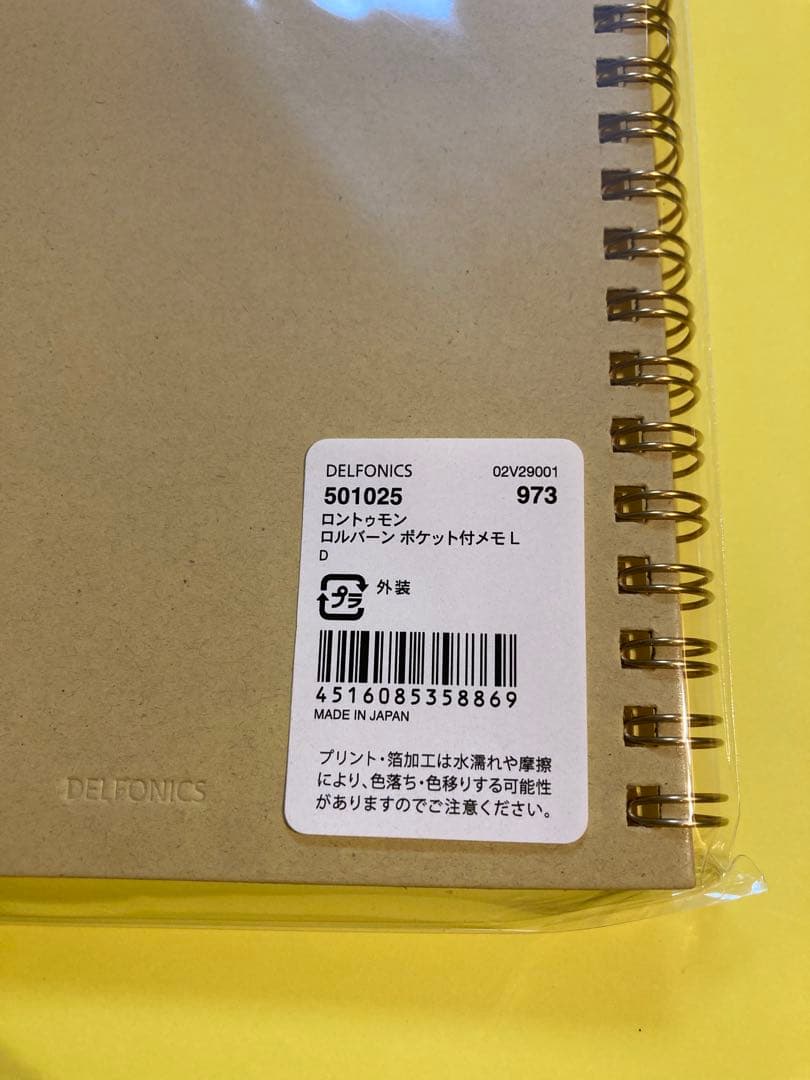 DELFONICS 02V29001
501025 973
ロントゥモン
ロルバーン ポケット付メモ L
D
プラ 外装
4516085358869
MADE IN JAPAN
プリント・箔加工は水濡れや摩擦
により、色落ち・色移りする可能性
がありますのでご注意ください。
DELFONICS